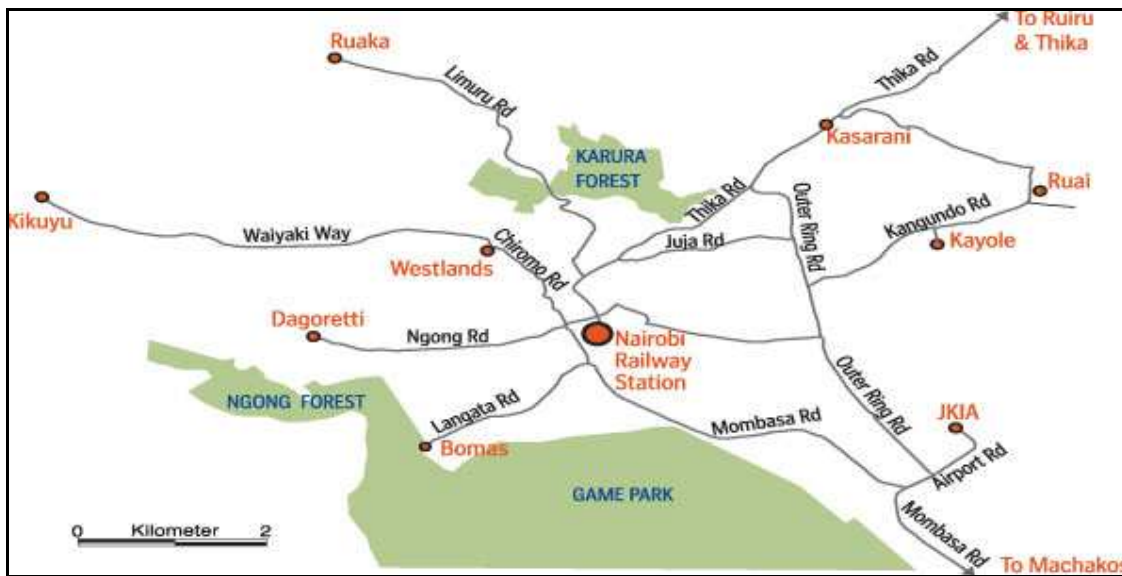 To Ruiru
& Thika
Ruaka
Limuru Rd
Thika Rd
Kasarani
KARURA
FOREST
Ruai
Kikuyu
Waiyaki Way
Westlands
Chiromo Rd
Thika Rd
Juja Rd
Outer Ring Rd
Kangundo Rd
Kayole
Dagoretti
Ngong Rd
Nairobi
Railway
Station
NGONG FOREST
Langata Rd
Bomas
Mombasa Rd
Outer Ring Rd
JKIA
Airport Rd
GAME PARK
Mombasa Rd
To Machakos
0 Kilometer 2